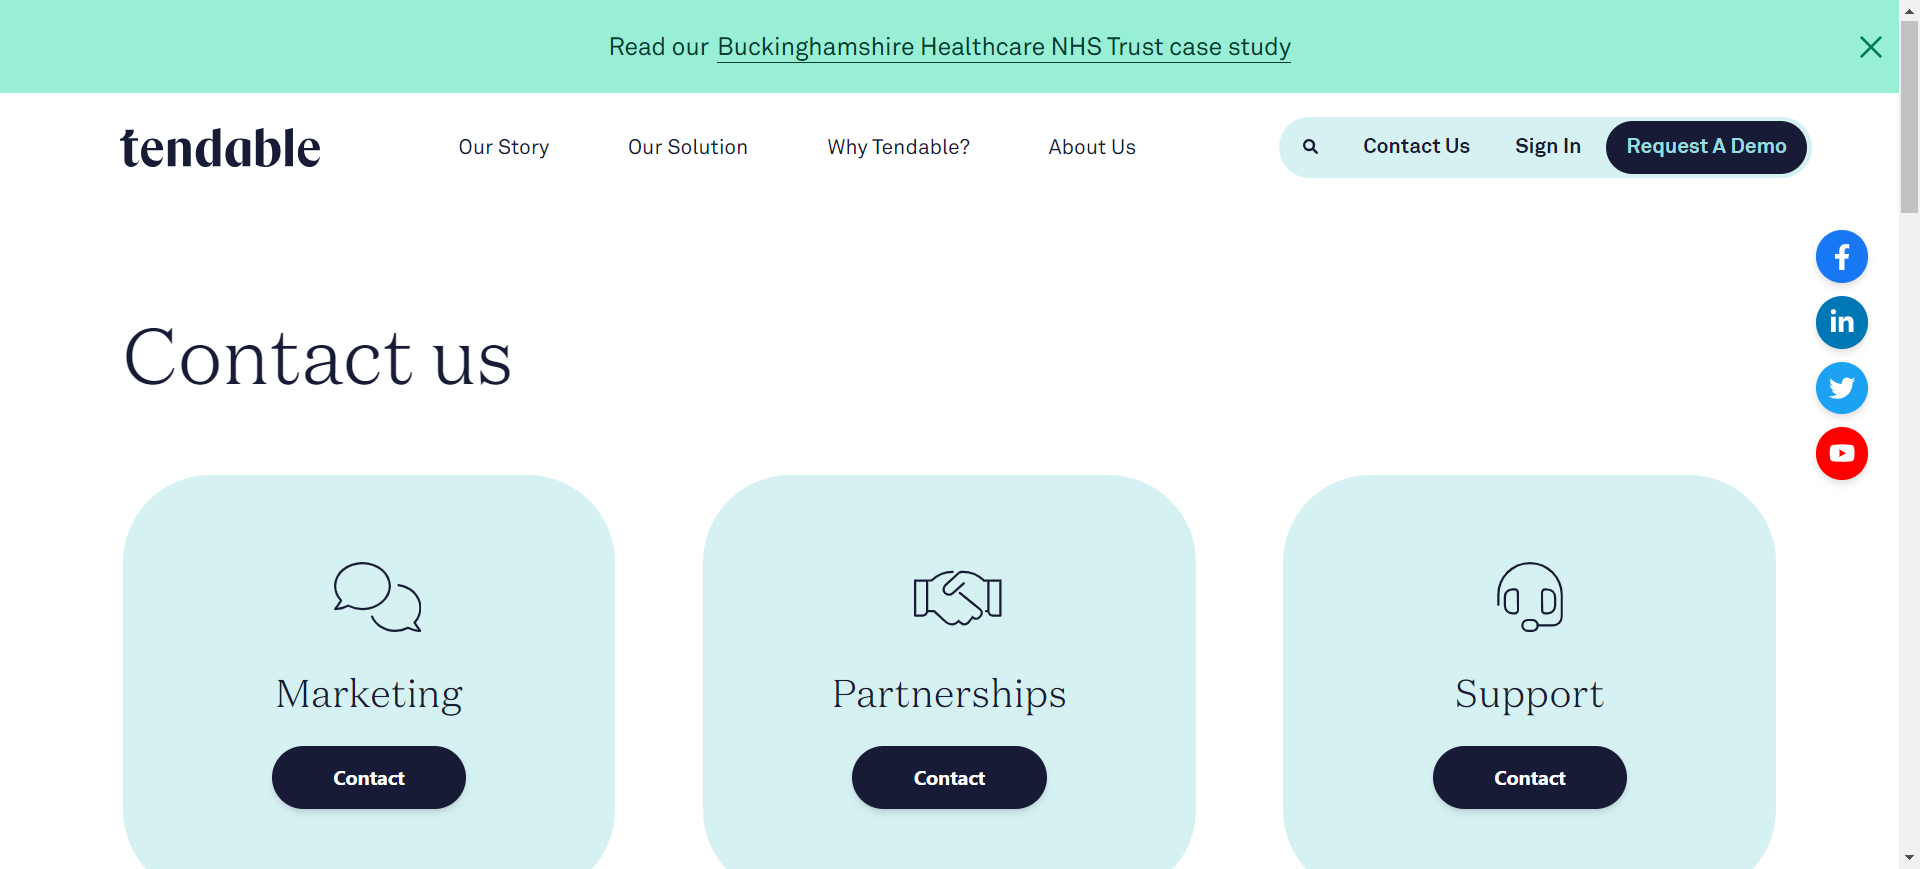 Read our Buckinghamshire Healthcare NHS Trust case study
tendable
Our Story
Our Solution
Why Tendable?
About Us
Contact Us
Sign In
Request A Demo
Contact us
Marketing
Partnerships
Support
Contact
Contact
Contact